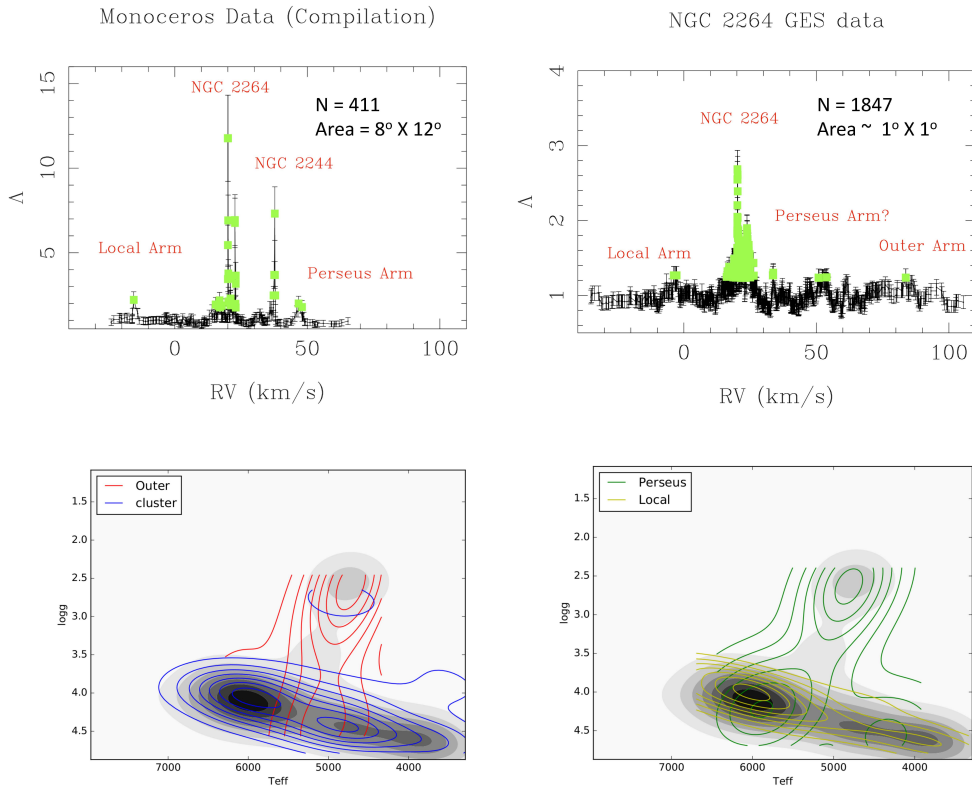 Monoceros Data (Compilation)
15
10
5
Λ
NGC 2264
N = 411
Area = 8º X 12º
NGC 2244
Local Arm
Perseus Arm
0
50
100
RV (km/s)
NGC 2264 GES data
4
3
2
1
Λ
NGC 2264
N = 1847
Area ~ 1º X 1º
Perseus Arm?
Local Arm
Outer Arm
0
50
100
RV (km/s)
Outer
cluster
1.5
2.0
2.5
3.0
3.5
4.0
4.5
logg
7000
6000
5000
4000
Teff
Perseus
Local
1.5
2.0
2.5
3.0
3.5
4.0
4.5
logg
7000
6000
5000
4000
Teff